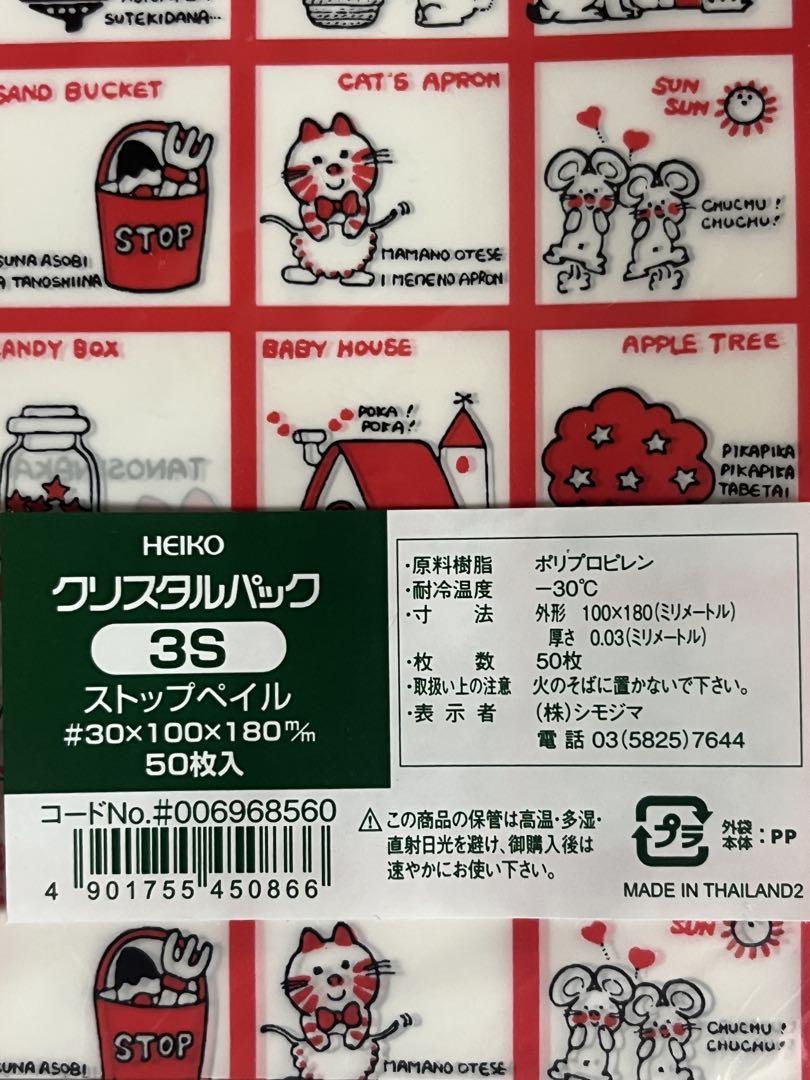 SUTEKIDANA...
SAND BUCKET
STOP
SUNA ASOBI
A TANOSHIINA
CAT'S APRON
MAMANO OTESE
I MEMENO APRON
SUN
SUN
CHUCHU!
CHUCHU!
ANDY BOX
BABY HOUSE
POKA!
POKA!
APPLE TREE
PIKAPIKA
PIKAPIKA
TABETAI
HEIKO
クリスタルパック
3S
ストップペイル
#30×100×180m/m
50枚入
・原料樹脂 ポリプロピレン
・耐冷温度 −30℃
・寸法 外形 100×180(ミリメートル)
厚さ 0.03(ミリメートル)
・枚数 50枚
・取扱い上の注意 火のそばに置かないで下さい。
・表示者 (株)シモジマ
電話 03(5825)7644
コードNo.#006968560
4 901755 450866
⚠この商品の保管は高温・多湿・
直射日光を避け、御購入後は
速やかにお使い下さい。
プラ
外袋
本体:PP
MADE IN THAILAND2
STOP
SUNA ASOBI
MAMANO OTESE
SUN
CHUCHU!
CHUCHU!